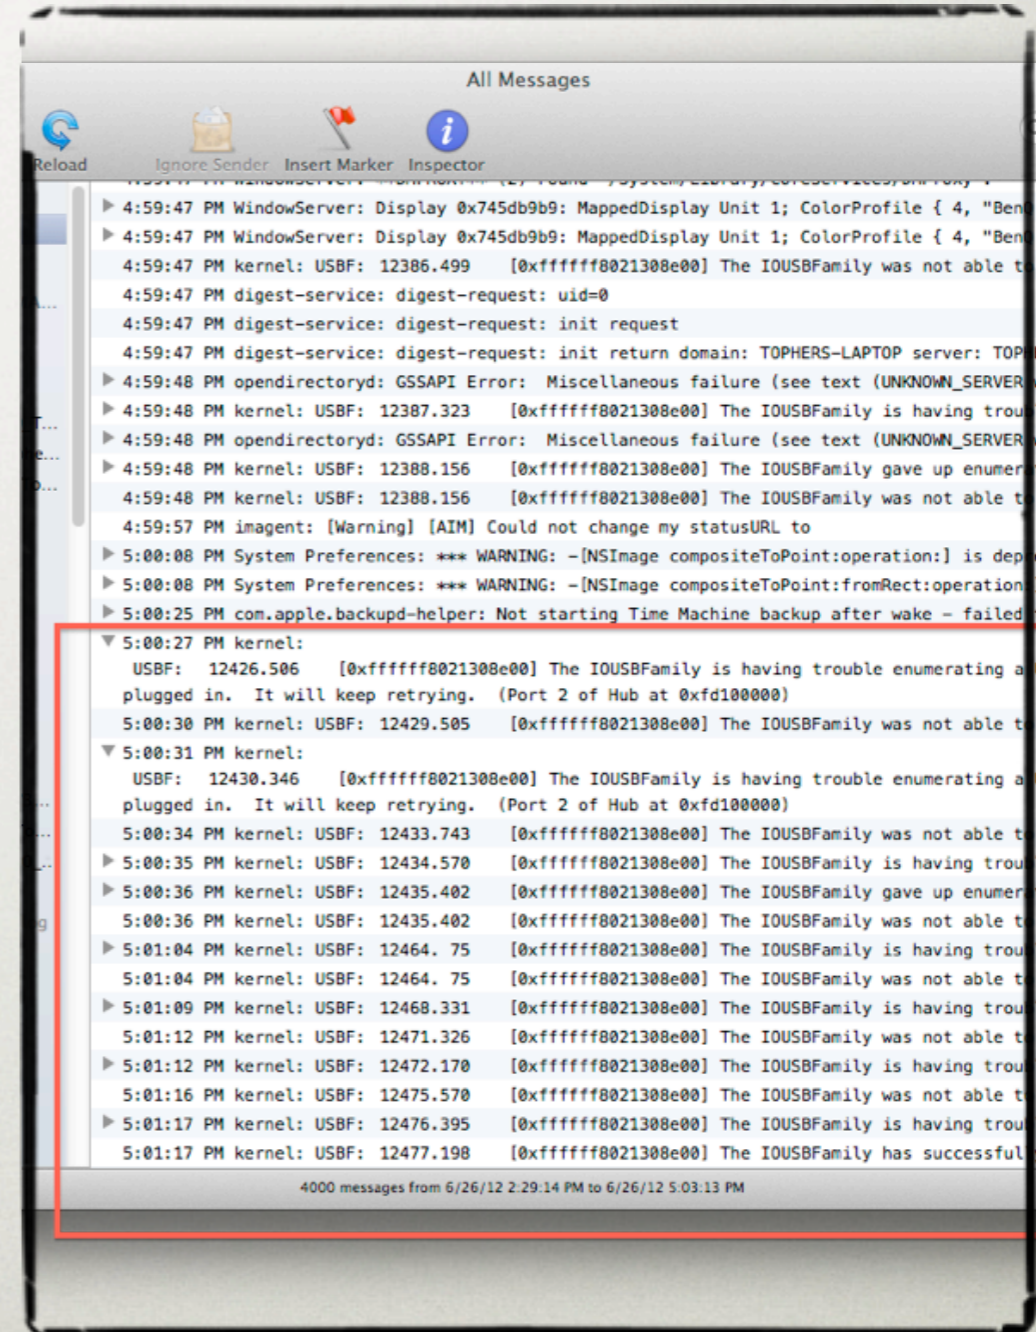 All Messages
Reload Ignore Sender Insert Marker Inspector
4:59:47 PM WindowServer: Display 0x745db9b9: MappedDisplay Unit 1; ColorProfile { 4, "BenQ
4:59:47 PM WindowServer: Display 0x745db9b9: MappedDisplay Unit 1; ColorProfile { 4, "BenQ
4:59:47 PM kernel: USBF: 12386.499 [0xffffff8021308e00] The IOUSBFamily was not able to
4:59:47 PM digest-service: digest-request: uid=0
4:59:47 PM digest-service: digest-request: init request
4:59:47 PM digest-service: digest-request: init return domain: TOPHERS-LAPTOP server: TOPH
4:59:48 PM opendirectoryd: GSSAPI Error: Miscellaneous failure (see text (UNKNOWN_SERVER
4:59:48 PM kernel: USBF: 12387.323 [0xffffff8021308e00] The IOUSBFamily is having trou
4:59:48 PM opendirectoryd: GSSAPI Error: Miscellaneous failure (see text (UNKNOWN_SERVER
4:59:48 PM kernel: USBF: 12388.156 [0xffffff8021308e00] The IOUSBFamily gave up enumer
4:59:48 PM kernel: USBF: 12388.156 [0xffffff8021308e00] The IOUSBFamily was not able t
4:59:57 PM imagent: [Warning] [AIM] Could not change my statusURL to
5:00:08 PM System Preferences: *** WARNING: -[NSImage compositeToPoint:operation:] is dep
5:00:08 PM System Preferences: *** WARNING: -[NSImage compositeToPoint:fromRect:operation:
5:00:25 PM com.apple.backupd-helper: Not starting Time Machine backup after wake - failed
5:00:27 PM kernel:
USBF: 12426.506 [0xffffff8021308e00] The IOUSBFamily is having trouble enumerating a
plugged in. It will keep retrying. (Port 2 of Hub at 0xfd100000)
5:00:30 PM kernel: USBF: 12429.505 [0xffffff8021308e00] The IOUSBFamily was not able t
5:00:31 PM kernel:
USBF: 12430.346 [0xffffff8021308e00] The IOUSBFamily is having trouble enumerating a
plugged in. It will keep retrying. (Port 2 of Hub at 0xfd100000)
5:00:34 PM kernel: USBF: 12433.743 [0xffffff8021308e00] The IOUSBFamily was not able t
5:00:35 PM kernel: USBF: 12434.570 [0xffffff8021308e00] The IOUSBFamily is having trou
5:00:36 PM kernel: USBF: 12435.402 [0xffffff8021308e00] The IOUSBFamily gave up enumer
5:00:36 PM kernel: USBF: 12435.402 [0xffffff8021308e00] The IOUSBFamily was not able t
5:01:04 PM kernel: USBF: 12464. 75 [0xffffff8021308e00] The IOUSBFamily is having trou
5:01:04 PM kernel: USBF: 12464. 75 [0xffffff8021308e00] The IOUSBFamily was not able t
5:01:09 PM kernel: USBF: 12468.331 [0xffffff8021308e00] The IOUSBFamily is having trou
5:01:12 PM kernel: USBF: 12471.326 [0xffffff8021308e00] The IOUSBFamily was not able t
5:01:12 PM kernel: USBF: 12472.170 [0xffffff8021308e00] The IOUSBFamily is having trou
5:01:16 PM kernel: USBF: 12475.570 [0xffffff8021308e00] The IOUSBFamily was not able t
5:01:17 PM kernel: USBF: 12476.395 [0xffffff8021308e00] The IOUSBFamily is having trou
5:01:17 PM kernel: USBF: 12477.198 [0xffffff8021308e00] The IOUSBFamily has successful
4000 messages from 6/26/12 2:29:14 PM to 6/26/12 5:03:13 PM